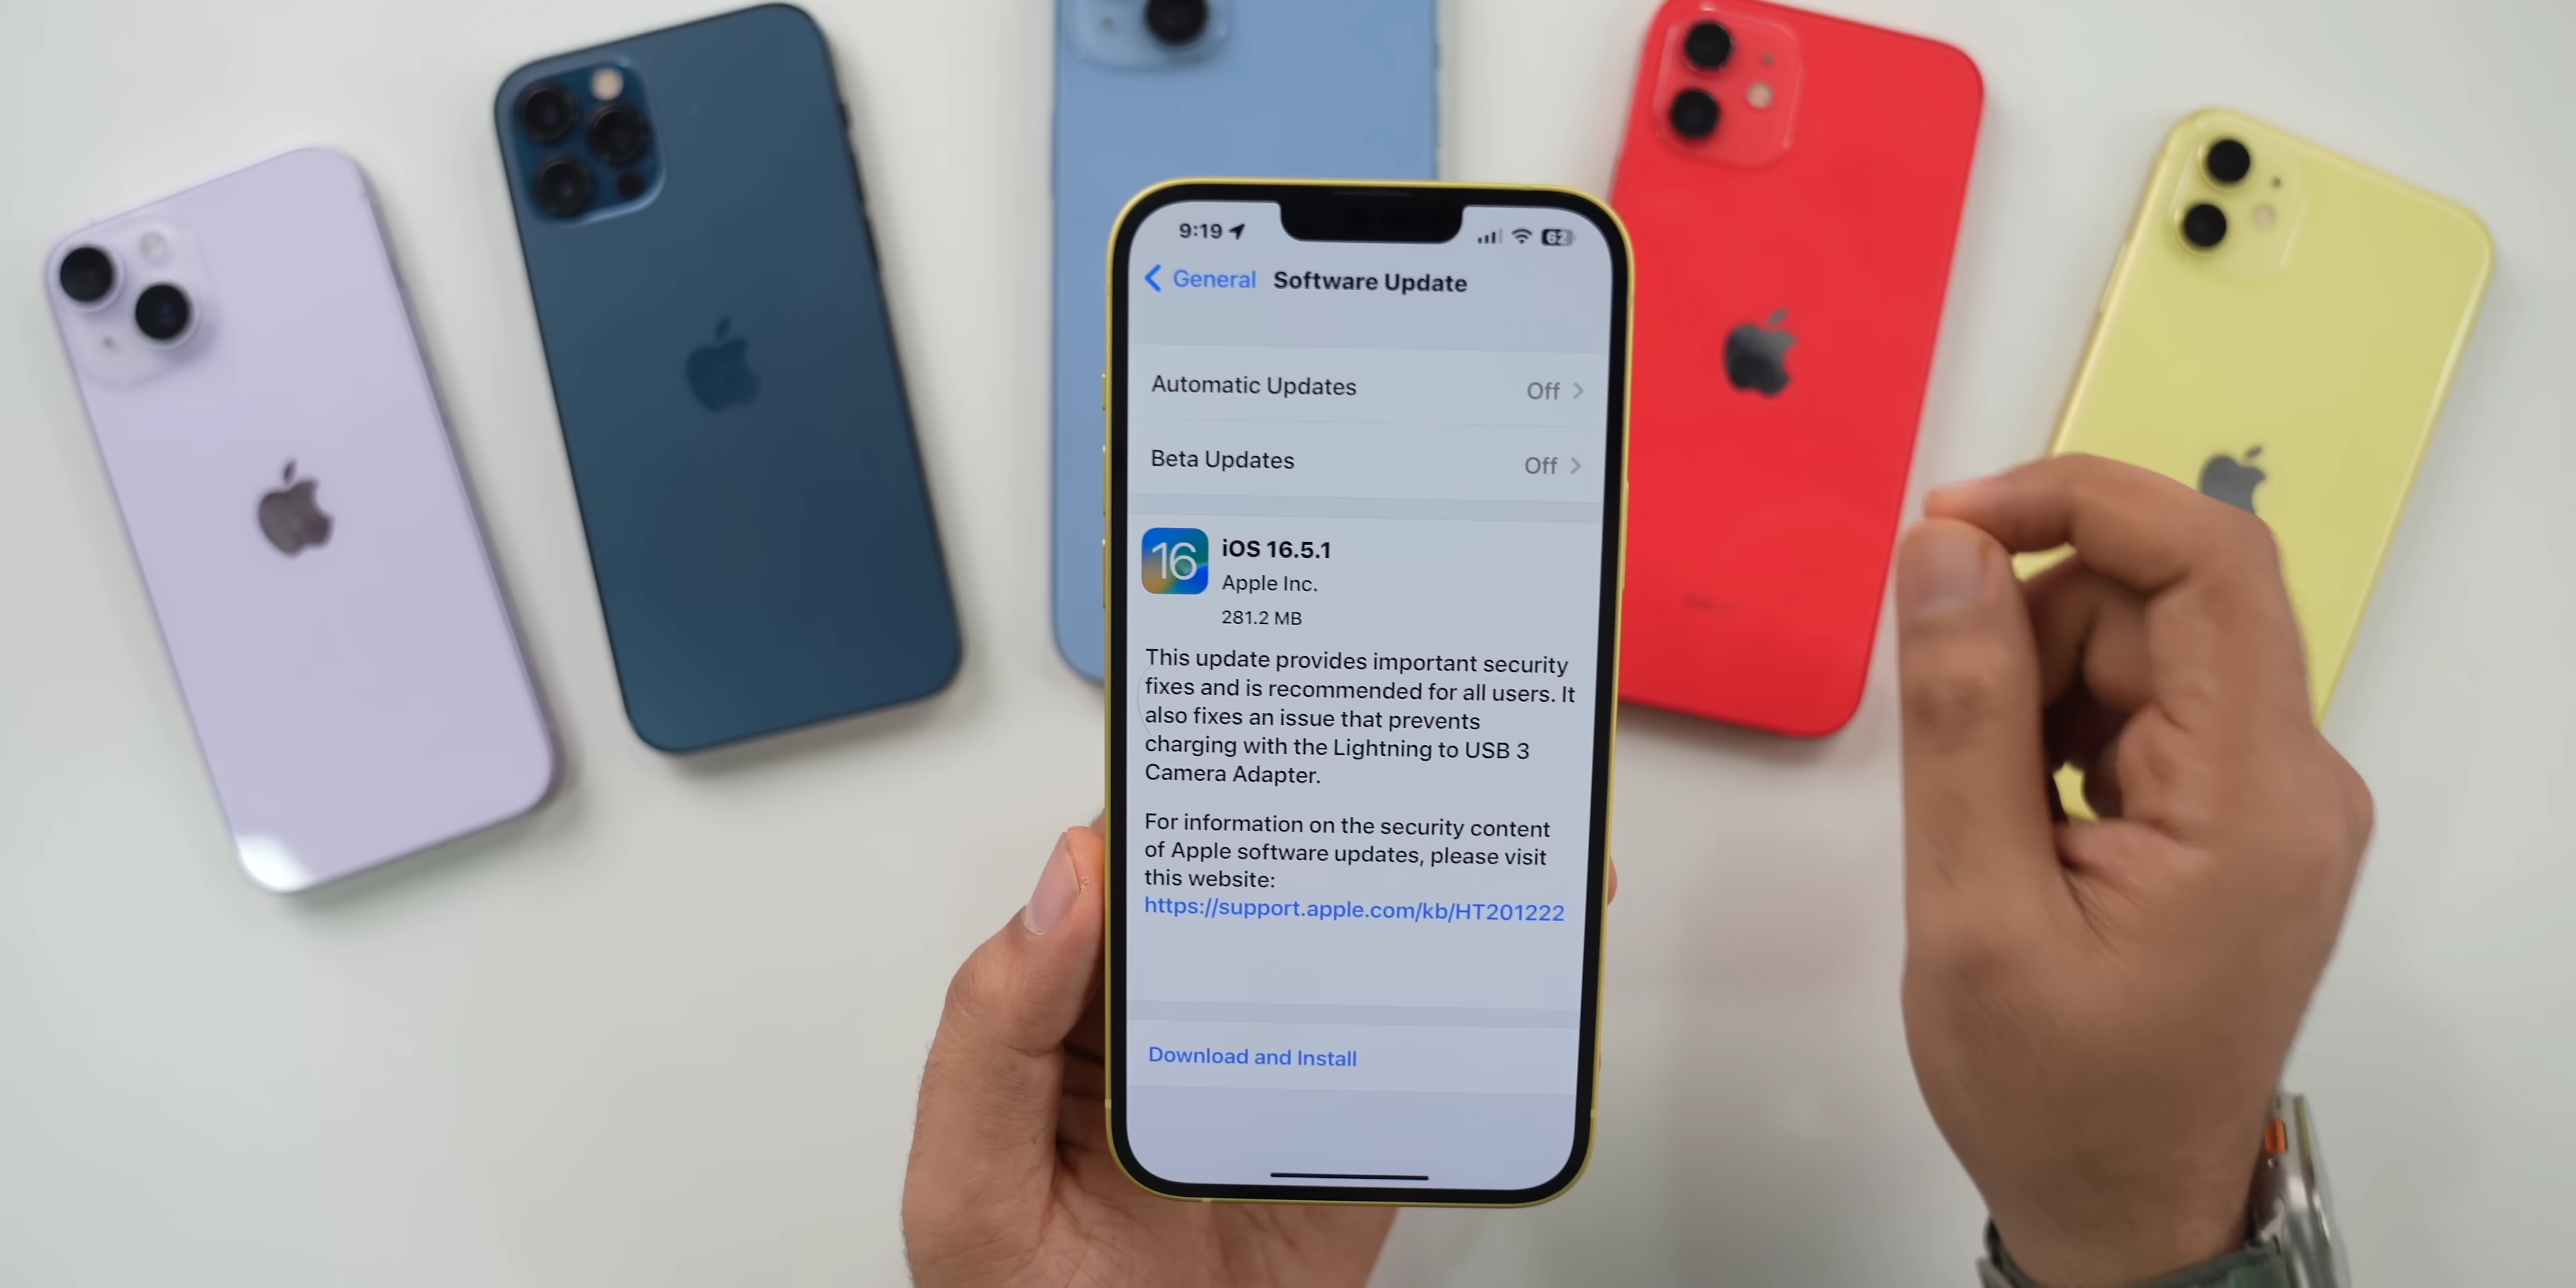 9:19
62
General Software Update
Automatic Updates Off
Beta Updates Off
16
iOS 16.5.1
Apple Inc.
281.2 MB
This update provides important security
fixes and is recommended for all users. It
also fixes an issue that prevents
charging with the Lightning to USB 3
Camera Adapter.
For information on the security content
of Apple software updates, please visit
this website:
https://support.apple.com/kb/HT201222
Download and Install